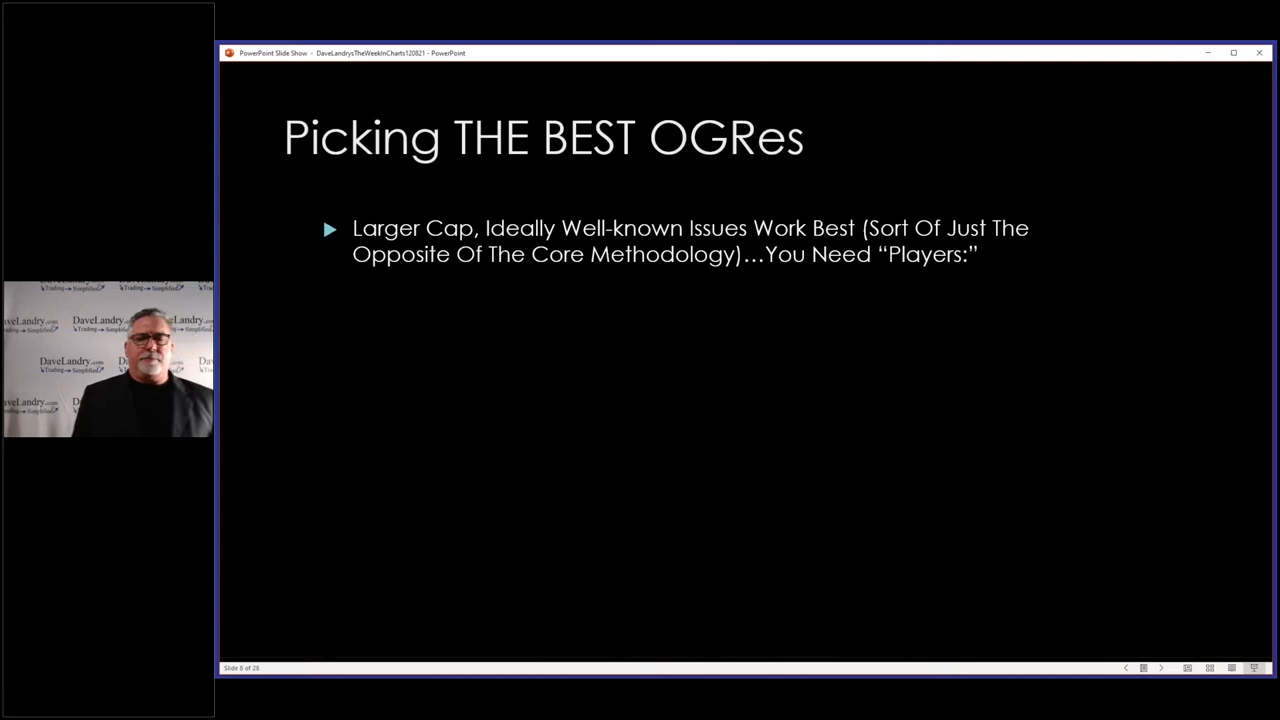 PowerPoint Slide Show - DaveLandrysTheWeekInCharts120821 - PowerPoint
Picking THE BEST OGRes
Larger Cap, Ideally Well-known Issues Work Best (Sort Of Just The
Opposite Of The Core Methodology)…You Need “Players:”
DaveLandry.com
Trading Simplified
Slide 8 of 28